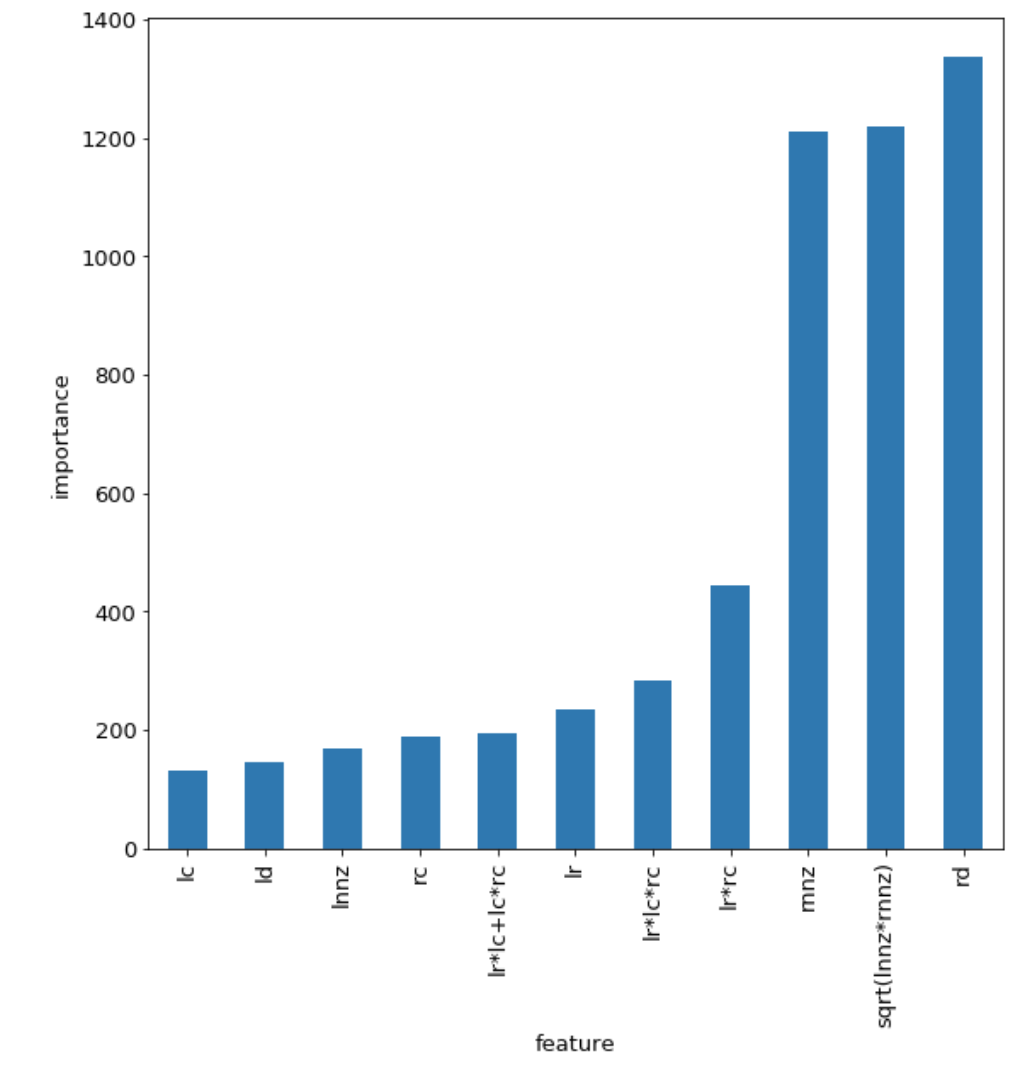 1400
1200
1000
800
600
400
200
0
importance
lc
ld
lnnz
rc
lr*lc+lc*rc
lr
lr*lc*rc
lr*rc
rnnz
sqrt(lnnz*rnnz)
rd
feature